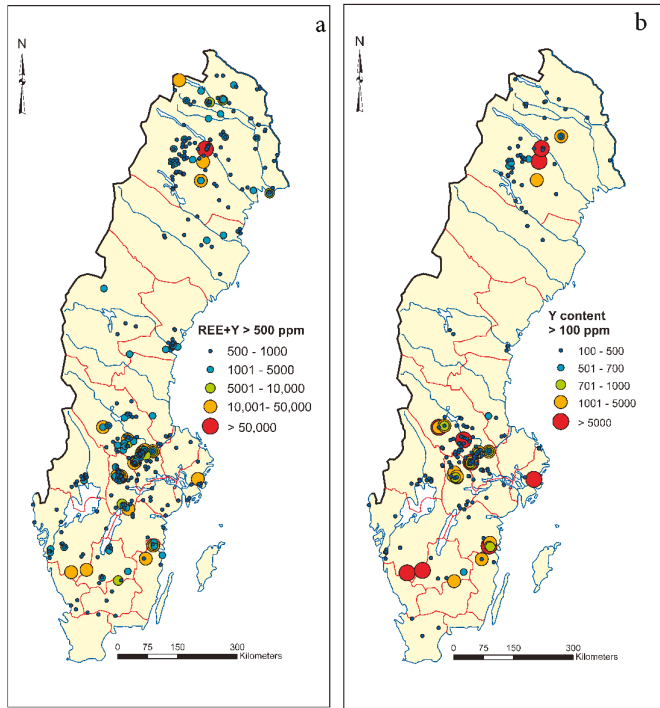 a
N
REE+Y > 500 ppm
500 - 1000
1001 - 5000
5001 - 10,000
10,001- 50,000
> 50,000
0 75 150 300
Kilometers
b
N
Y content
> 100 ppm
100 - 500
501 - 700
701 - 1000
1001 - 5000
> 5000
0 75 150 300
Kilometers